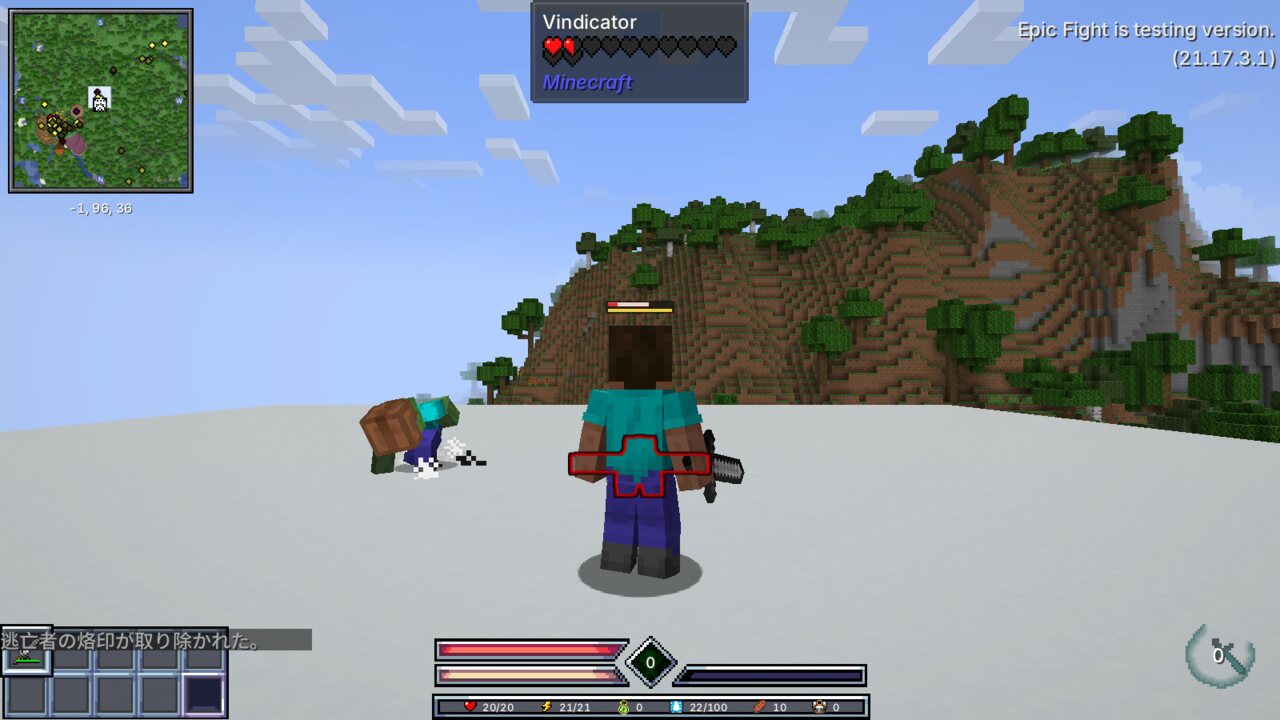 Vindicator
Minecraft
Epic Fight is testing version.
(21.17.3.1)
S
E
W
N
-1, 96, 36
逃亡者の烙印が取り除かれた。
0
0
20/20
21/21
0
22/100
10
0